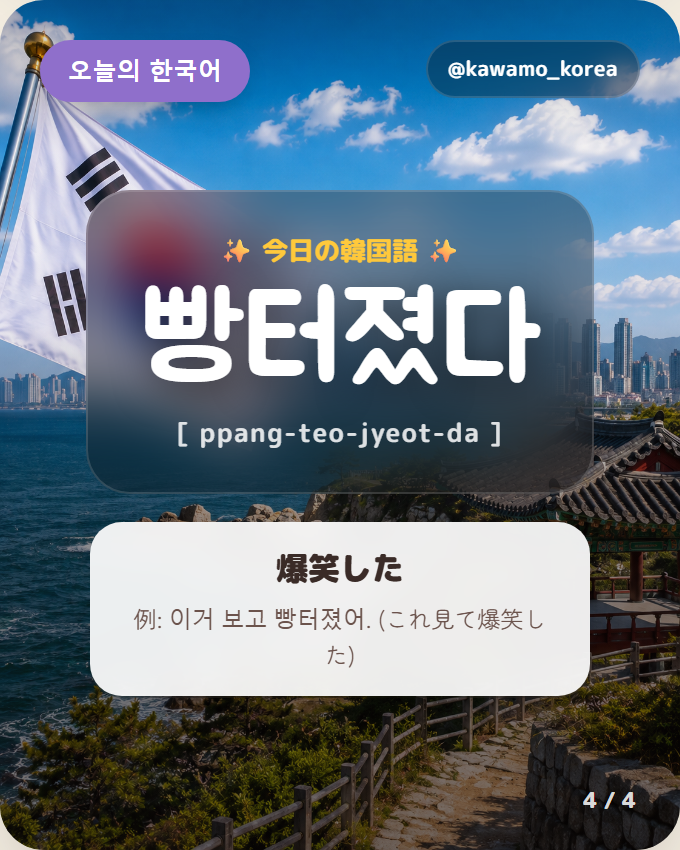 오늘의 한국어
@kawamo_korea
✨ 今日の韓国語 ✨
빵터졌다
[ ppang-teo-jyeot-da ]
爆笑した
例: 이거 보고 빵터졌어. (これ見て爆笑し
た)
4 / 4